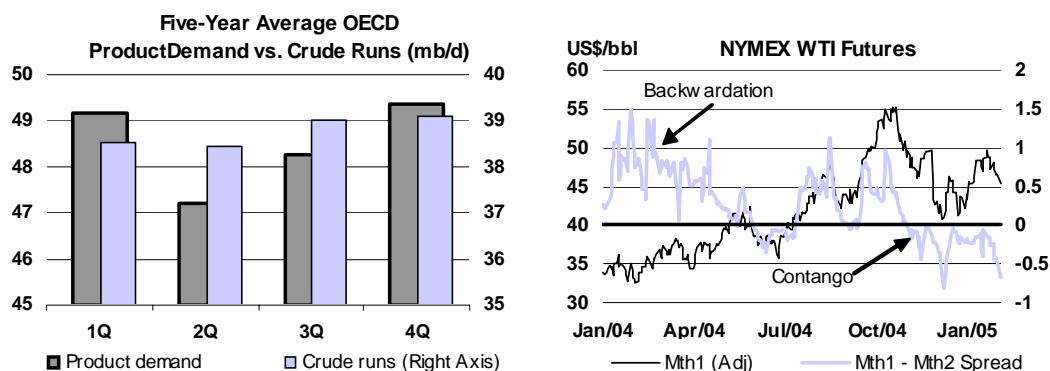 Five-Year Average OECD
ProductDemand vs. Crude Runs (mb/d)
50
49
48
47
46
45
40
39
38
37
36
35
1Q
2Q
3Q
4Q
Product demand
Crude runs (Right Axis)
US$/bbl
NYMEX WTI Futures
60
55
50
45
40
35
30
2
1.5
1
0.5
0
-0.5
-1
Backwardation
Contango
Jan/04
Apr/04
Jul/04
Oct/04
Jan/05
Mth1 (Adj)
Mth1 - Mth2 Spread